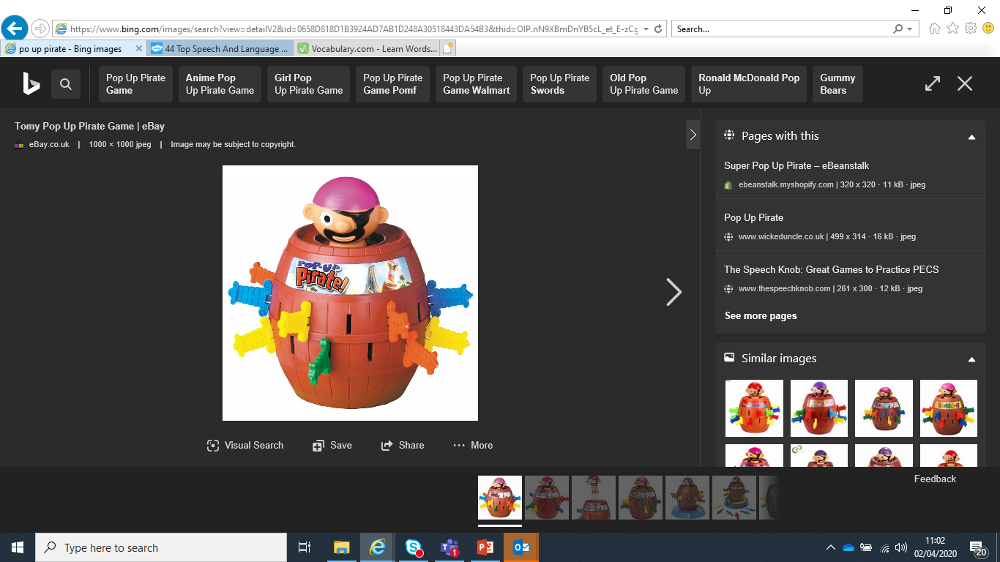 https://www.bing.com/images/search?view=detailV2&id=0658D818D1B3924AD7AB1D248A30518443DA54B3&thid=OIP.nN9XBmDnYB5cL_et_E-zCg
Search...
po up pirate - Bing images
44 Top Speech And Language ...
Vocabulary.com - Learn Words...
Pop Up Pirate
Game
Anime Pop
Up Pirate Game
Girl Pop
Up Pirate Game
Pop Up Pirate
Game Pomf
Pop Up Pirate
Game Walmart
Pop Up Pirate
Swords
Old Pop
Up Pirate Game
Ronald McDonald Pop
Up
Gummy
Bears
Tomy Pop Up Pirate Game | eBay
eBay.co.uk | 1000 × 1000 jpeg | Image may be subject to copyright.
POP-UP
Pirate!
Visual Search
Save
Share
More
Pages with this
Super Pop Up Pirate – eBeanstalk
ebeanstalk.myshopify.com | 320 x 320 · 11 kB · jpeg
Pop Up Pirate
www.wickeduncle.co.uk | 499 x 314 · 16 kB · jpeg
The Speech Knob: Great Games to Practice PECS
www.thespeechknob.com | 261 x 300 · 12 kB · jpeg
See more pages
Similar images
Feedback
Type here to search
1
11:02
02/04/2020
20